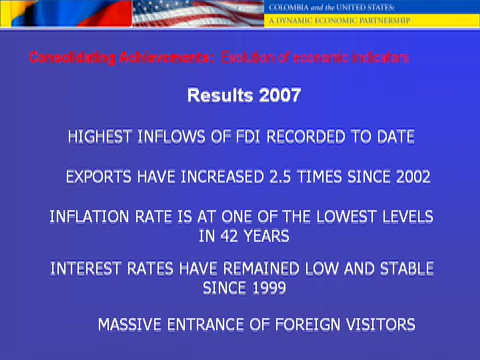 COLOMBIA and the UNITED STATES:
A DYNAMIC ECONOMIC PARTNERSHIP
Consolidating Achievements: Evolution of economic indicators
Results 2007
HIGHEST INFLOWS OF FDI RECORDED TO DATE
EXPORTS HAVE INCREASED 2.5 TIMES SINCE 2002
INFLATION RATE IS AT ONE OF THE LOWEST LEVELS
IN 42 YEARS
INTEREST RATES HAVE REMAINED LOW AND STABLE
SINCE 1999
MASSIVE ENTRANCE OF FOREIGN VISITORS